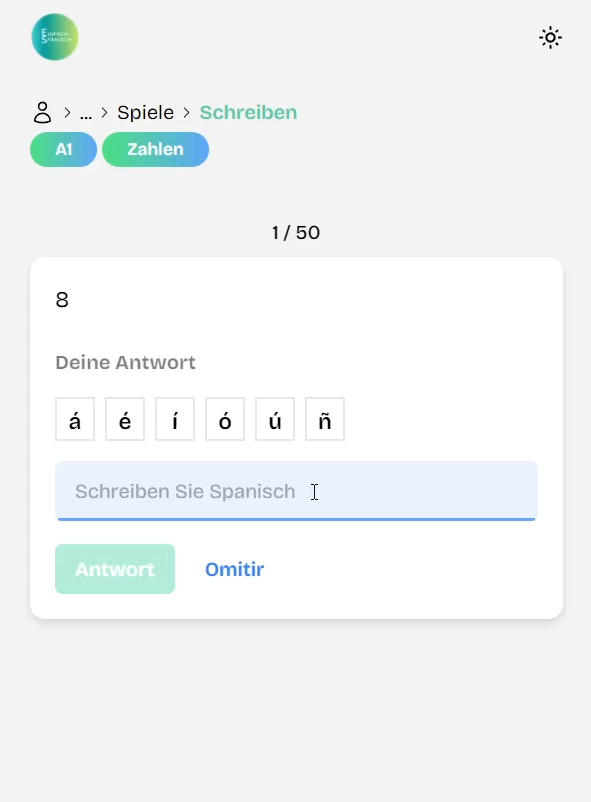 EINFACH
SPANISCH
... Spiele Schreiben
A1 Zahlen
1 / 50
8
Deine Antwort
á é í ó ú ñ
Schreiben Sie Spanisch
Antwort Omitir